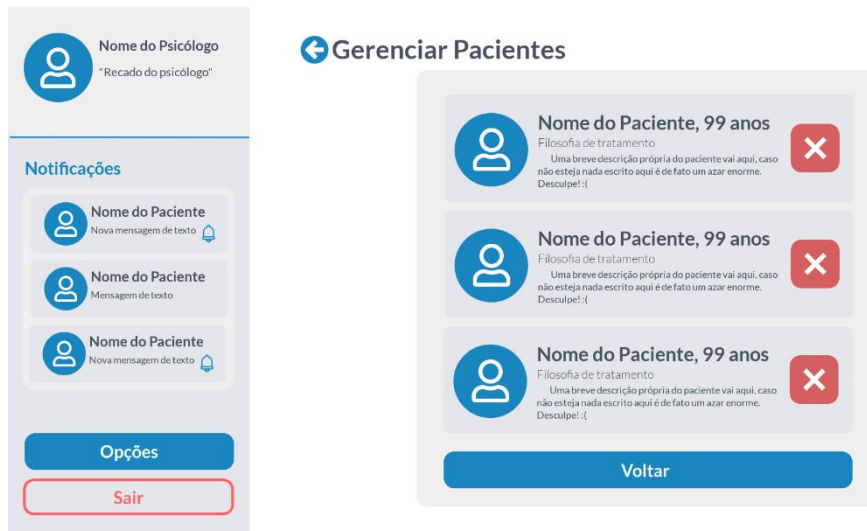 Nome do Psicólogo
"Recado do psicólogo"
Notificações
Nome do Paciente
Nova mensagem de texto
Nome do Paciente
Mensagem de texto
Nome do Paciente
Nova mensagem de texto
Opções
Sair
Gerenciar Pacientes
Nome do Paciente, 99 anos
Filosofia de tratamento
Uma breve descrição própria do paciente vai aqui, caso
não esteja nada escrito aqui é de fato um azar enorme.
Desculpe! :(
Nome do Paciente, 99 anos
Filosofia de tratamento
Uma breve descrição própria do paciente vai aqui, caso
não esteja nada escrito aqui é de fato um azar enorme.
Desculpe! :(
Nome do Paciente, 99 anos
Filosofia de tratamento
Uma breve descrição própria do paciente vai aqui, caso
não esteja nada escrito aqui é de fato um azar enorme.
Desculpe! :(
Voltar